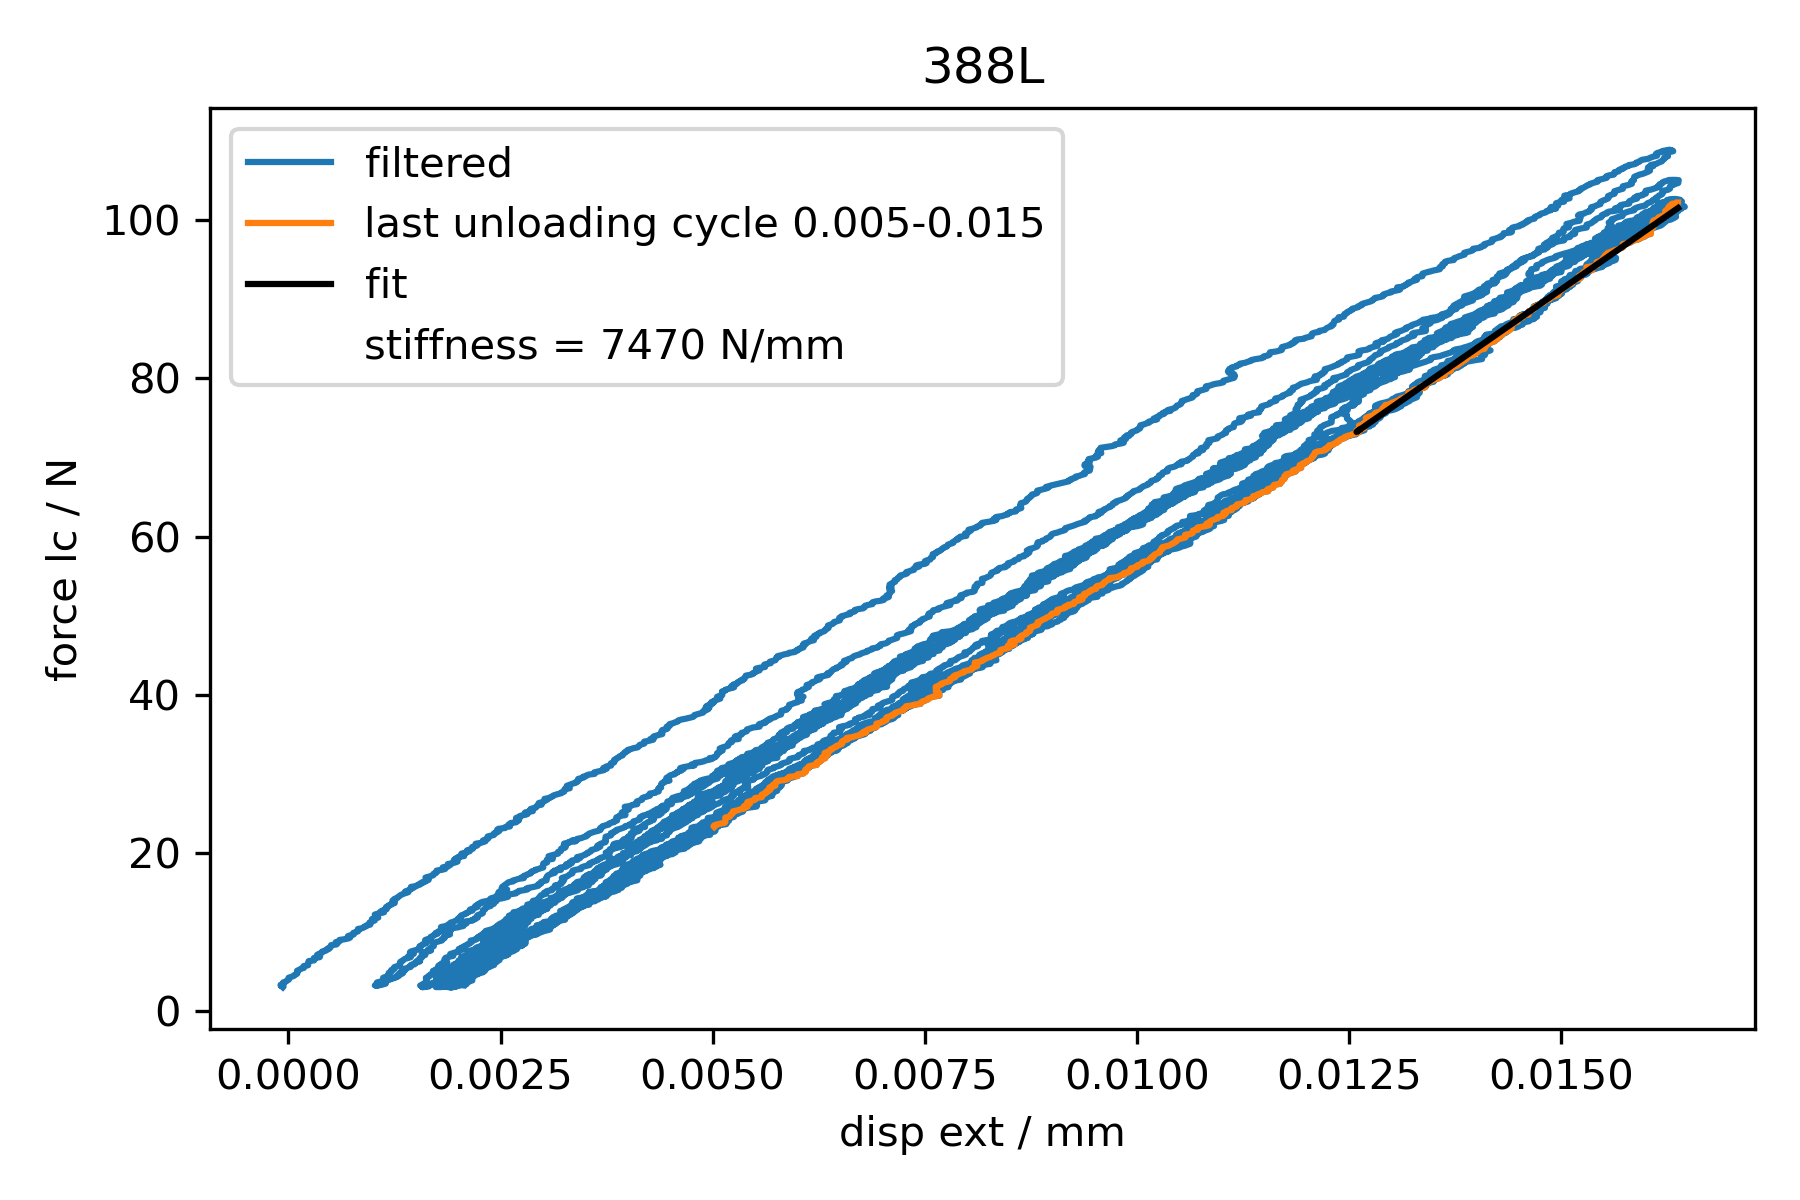 388L
filtered
last unloading cycle 0.005-0.015
fit
stiffness = 7470 N/mm
force lc / N
100
80
60
40
20
0
0.0000 0.0025 0.0050 0.0075 0.0100 0.0125 0.0150
disp ext / mm